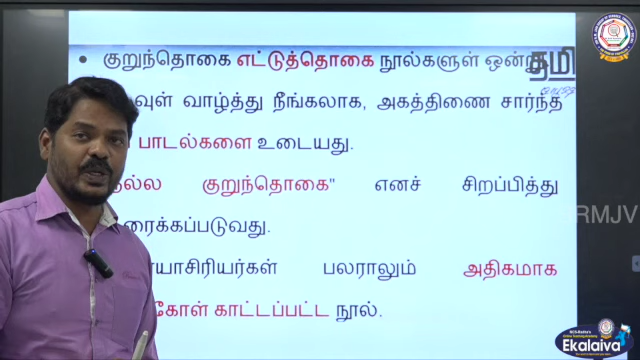 • குறுந்தொகை எட்டுத்தொகை நூல்களுள் ஒன்று
தமி
வுள் வாழ்த்து நீங்கலாக, அகத்திணை சார்ந்த
பாடல்களை உடையது.
ல்ல குறுந்தொகை" எனச் சிறப்பித்து
ரைக்கப்படுவது.
RMJV
யாசிரியர்கள் பலராலும் அதிகமாக
கோள் காட்டப்பட்ட நூல்.
Ekalaiva